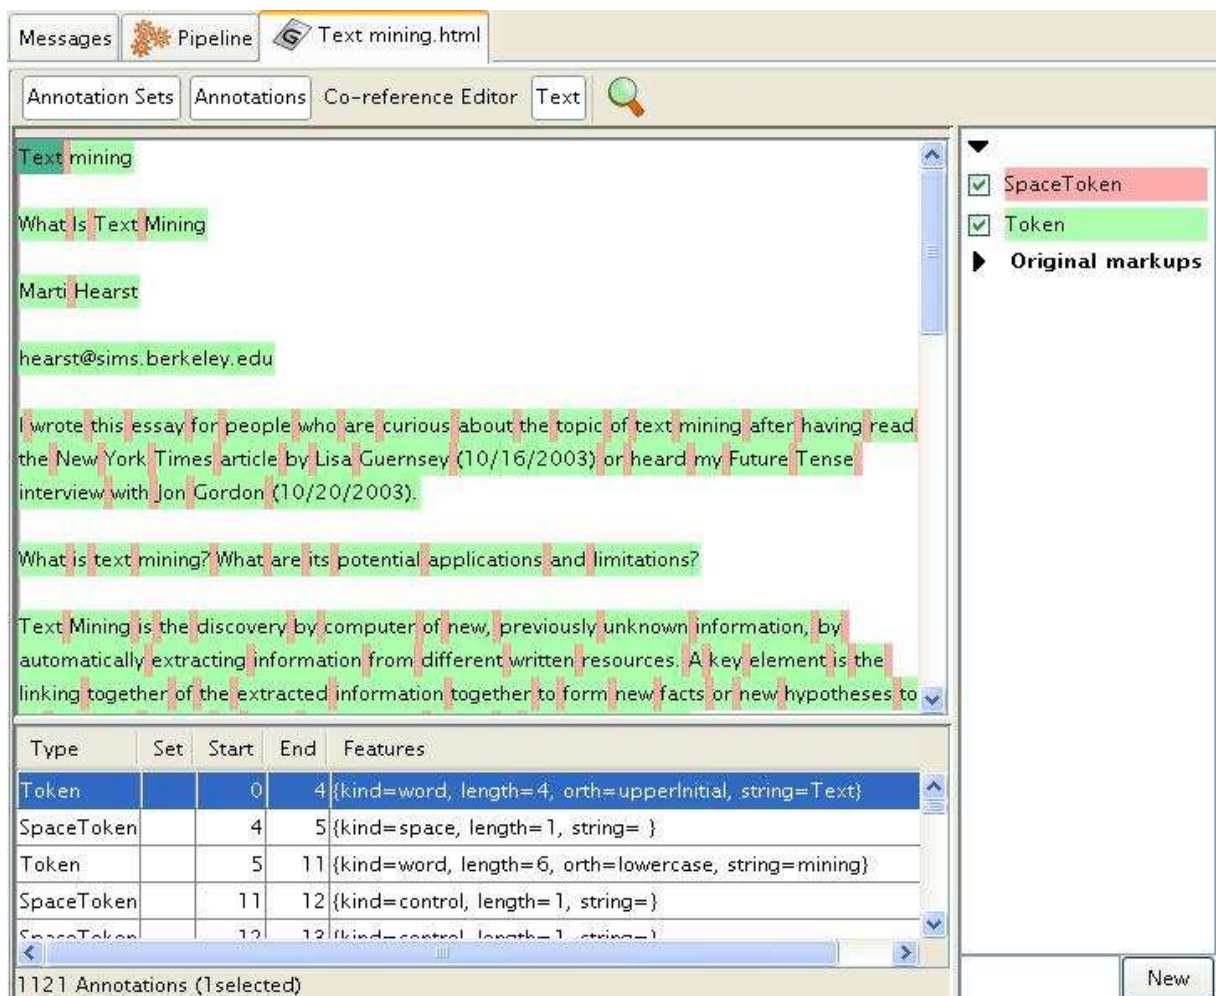 Messages Pipeline Text mining.html
Annotation Sets Annotations Co-reference Editor Text
Text mining
What Is Text Mining
Marti Hearst
hearst@sims.berkeley.edu
I wrote this essay for people who are curious about the topic of text mining after having read
the New York Times article by Lisa Guernsey (10/16/2003) or heard my Future Tense
interview with Jon Gordon (10/20/2003).
What is text mining? What are its potential applications and limitations?
Text Mining is the discovery by computer of new, previously unknown information, by
automatically extracting information from different written resources. A key element is the
linking together of the extracted information together to form new facts or new hypotheses to
SpaceToken
Token
Original markups
Type Set Start End Features
Token 0 4 {kind=word, length=4, orth=upperInitial, string=Text}
SpaceToken 4 5 {kind=space, length=1, string= }
Token 5 11 {kind=word, length=6, orth=lowercase, string=mining}
SpaceToken 11 12 {kind=control, length=1, string=}
SpaceToken 12 13 {kind=control, length=1, string=}
1121 Annotations (1selected)
New